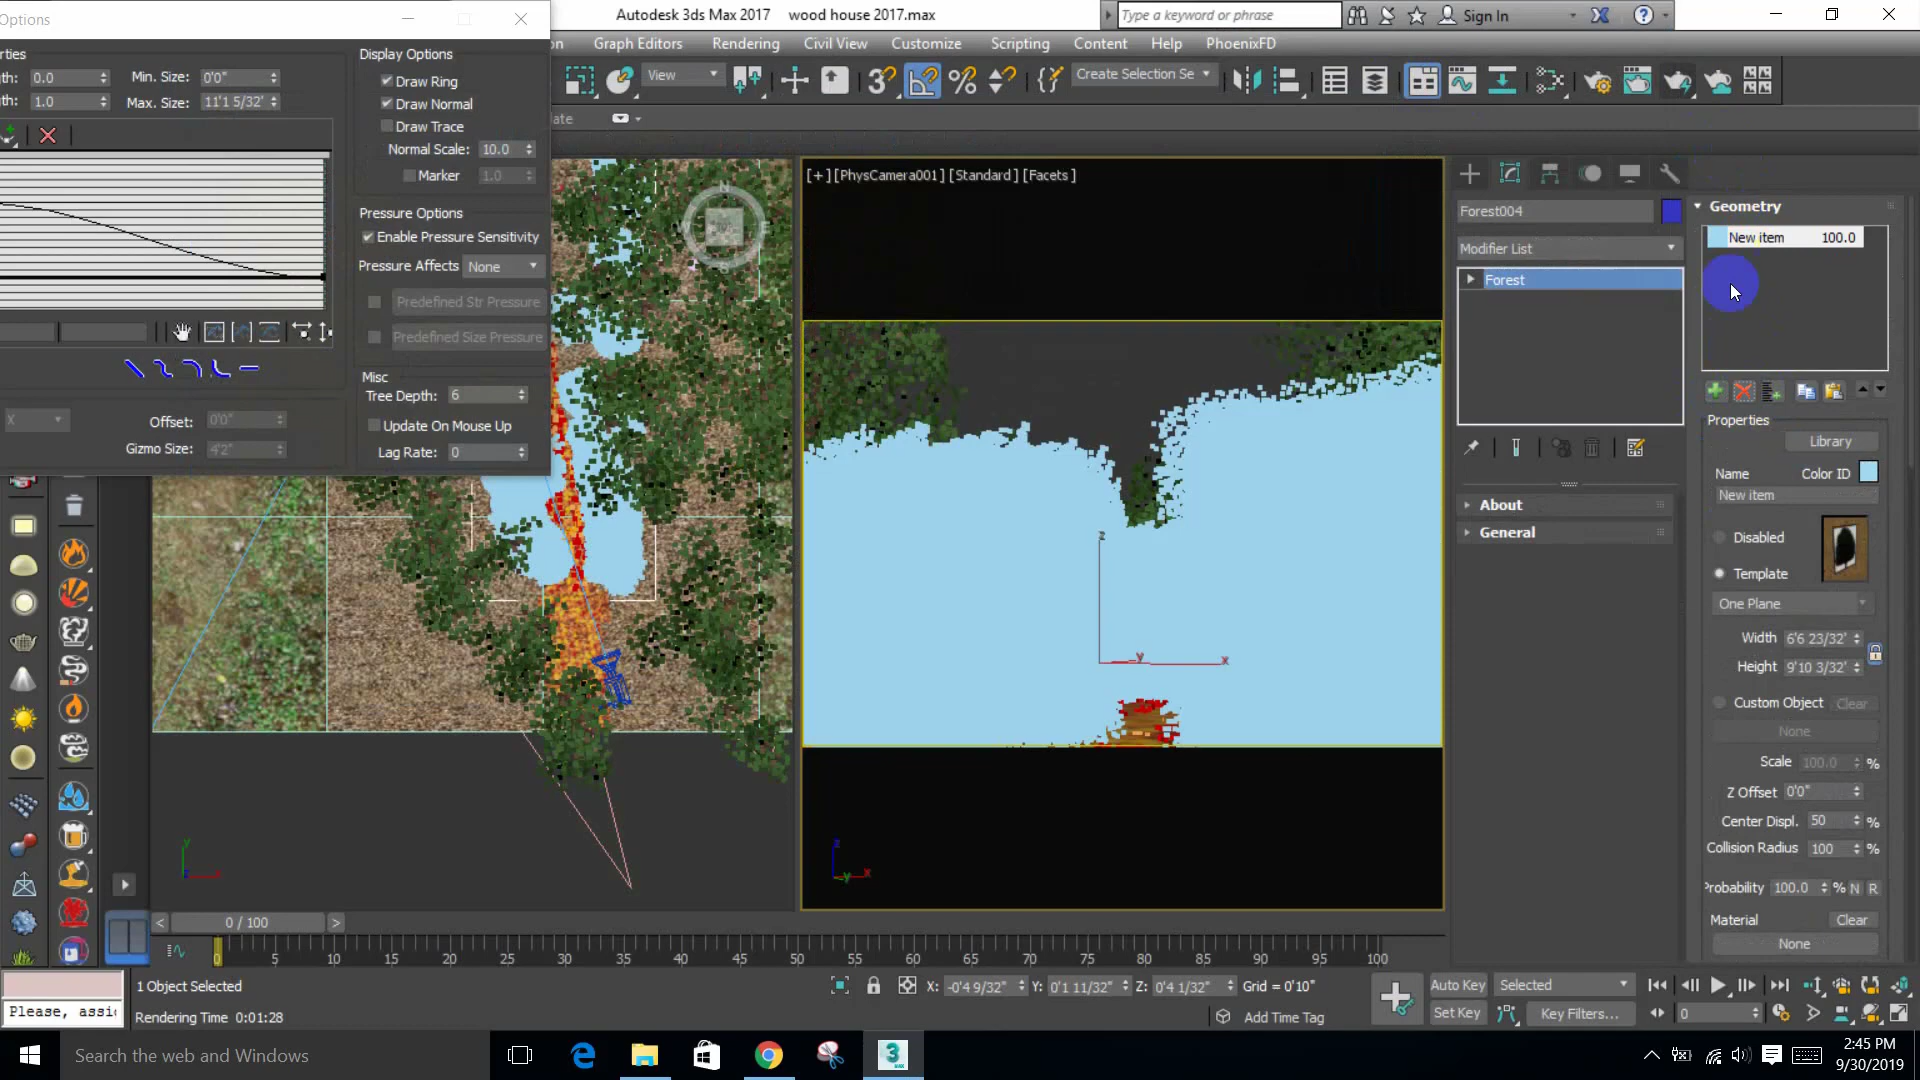 Options
Autodesk 3ds Max 2017    wood house 2017.max
Type a keyword or phrase
Sign In
Graph Editors
Rendering
Civil View
Customize
Scripting
Content
Help
PhoenixFD
View
Create Selection Se
Min. Size: 0'0"
Max. Size: 11'1 5/32"
0.0
1.0
Display Options
Draw Ring
Draw Normal
Draw Trace
Normal Scale: 10.0
Marker 1.0
Pressure Options
Enable Pressure Sensitivity
Pressure Affects None
Predefined Str Pressure
Predefined Size Pressure
Misc
Tree Depth: 6
Update On Mouse Up
Lag Rate: 0
X
Offset: 0'0"
Gizmo Size: 4'2"
[+] [PhysCamera001] [Standard] [Facets]
Forest004
Modifier List
Forest
About
General
Geometry
New item 100.0
Properties
Library
Name Color ID
New item
Disabled
Template
One Plane
Width 6'6 23/32"
Height 9'10 3/32"
Custom Object Clear
None
Scale 100.0 %
Z Offset 0'0"
Center Displ. 50 %
Collision Radius 100 %
Probability 100.0 % N R
Material Clear
None
0 / 100
0 5 10 15 20 25 30 35 40 45 50 55 60 65 70 75 80 85 90 95 100
1 Object Selected
X: -0'4 9/32" Y: 0'1 11/32" Z: 0'4 1/32" Grid = 0'10"
Auto Key Selected
Please, assi
Rendering Time 0:01:28
Add Time Tag
Set Key Key Filters...
0
Search the web and Windows
2:45 PM
9/30/2019